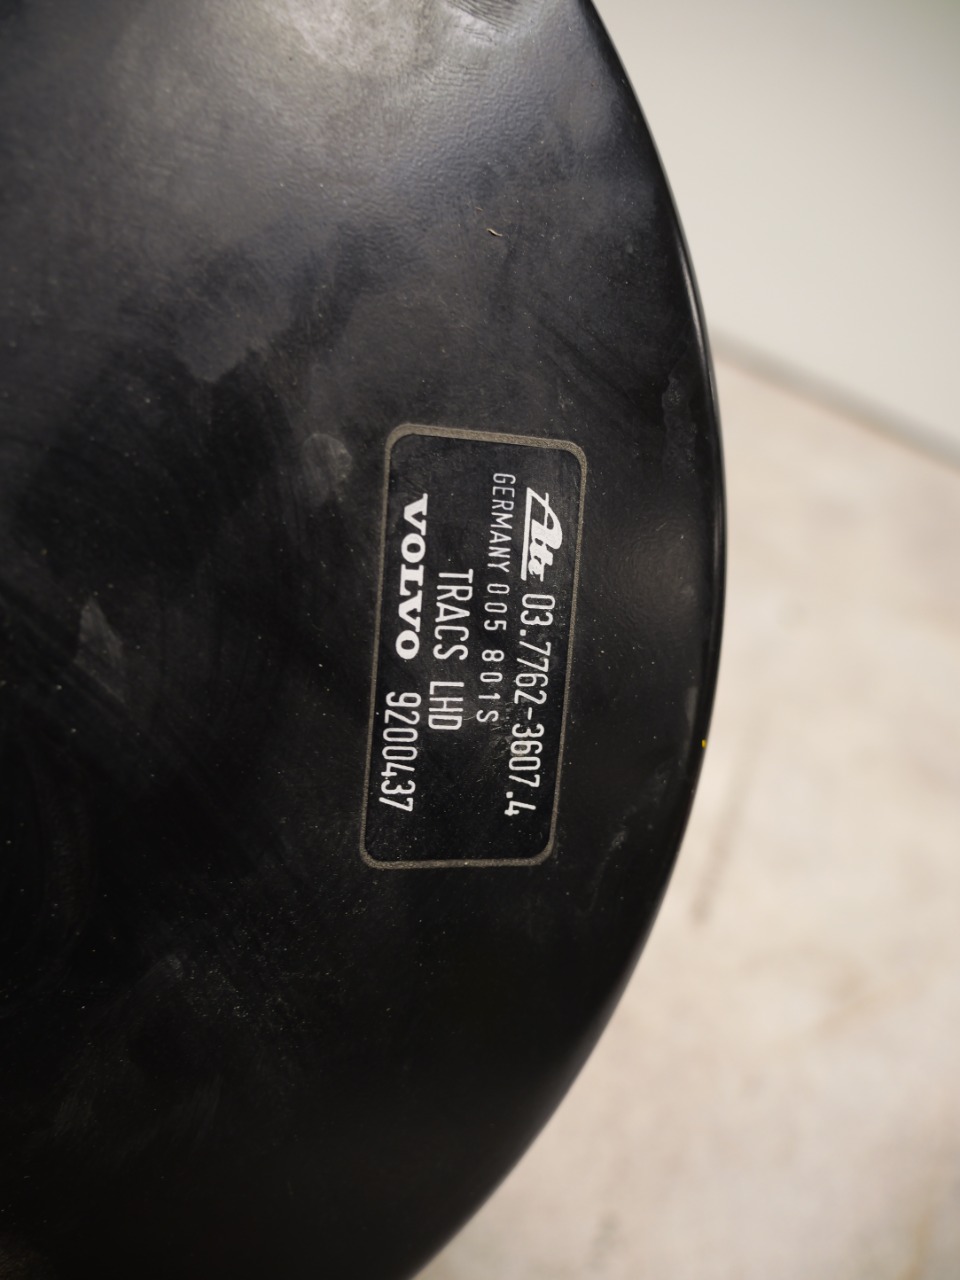 Ate 03.7762-3607.4
GERMANY 005 801S
TRACS LHD
VOLVO 9200437